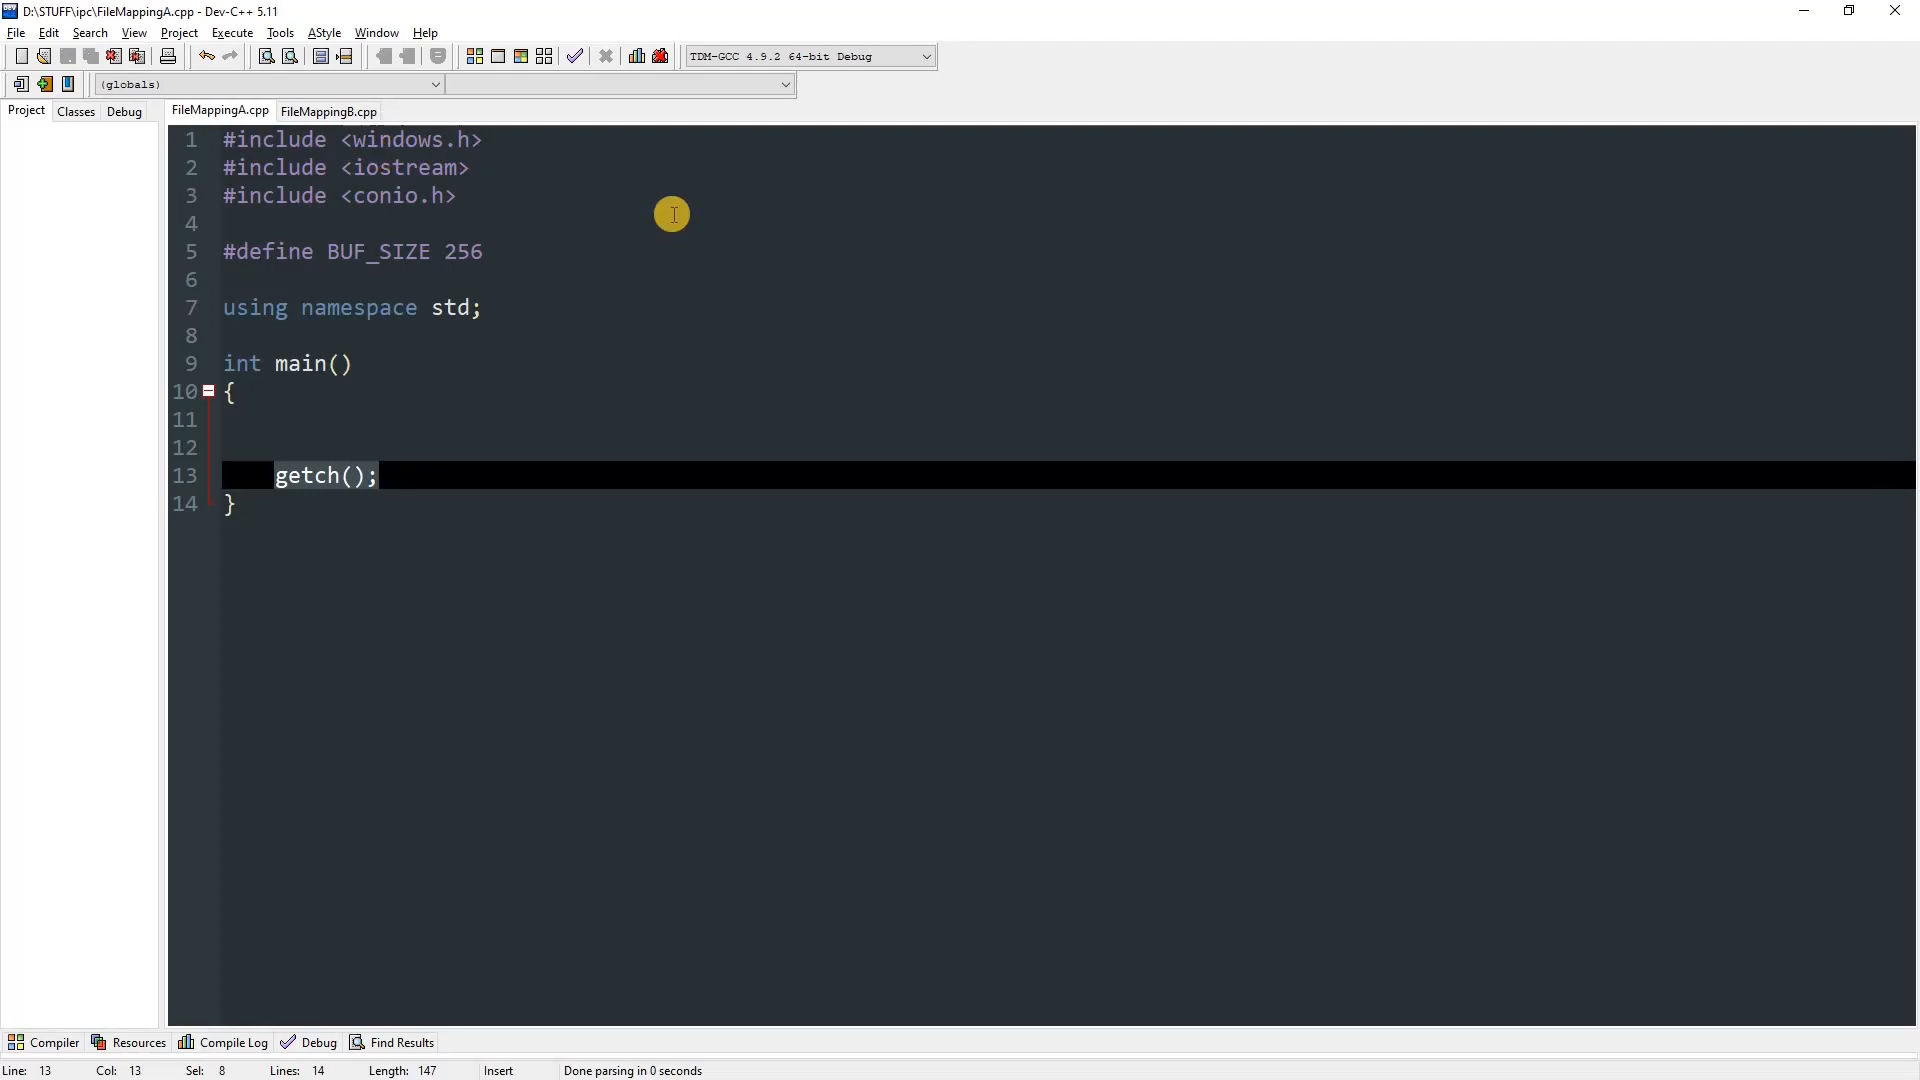 D:\STUFF\ipc\FileMappingA.cpp - Dev-C++ 5.11
File Edit Search View Project Execute Tools AStyle Window Help
TDM-GCC 4.9.2 64-bit Debug
(globals)
Project Classes Debug FileMappingA.cpp FileMappingB.cpp
1 #include <windows.h>
2 #include <iostream>
3 #include <conio.h>
4
5 #define BUF_SIZE 256
6
7 using namespace std;
8
9 int main()
10 {
11
12
13 getch();
14 }
Compiler Resources Compile Log Debug Find Results
Line: 13 Col: 13 Sel: 8 Lines: 14 Length: 147 Insert Done parsing in 0 seconds